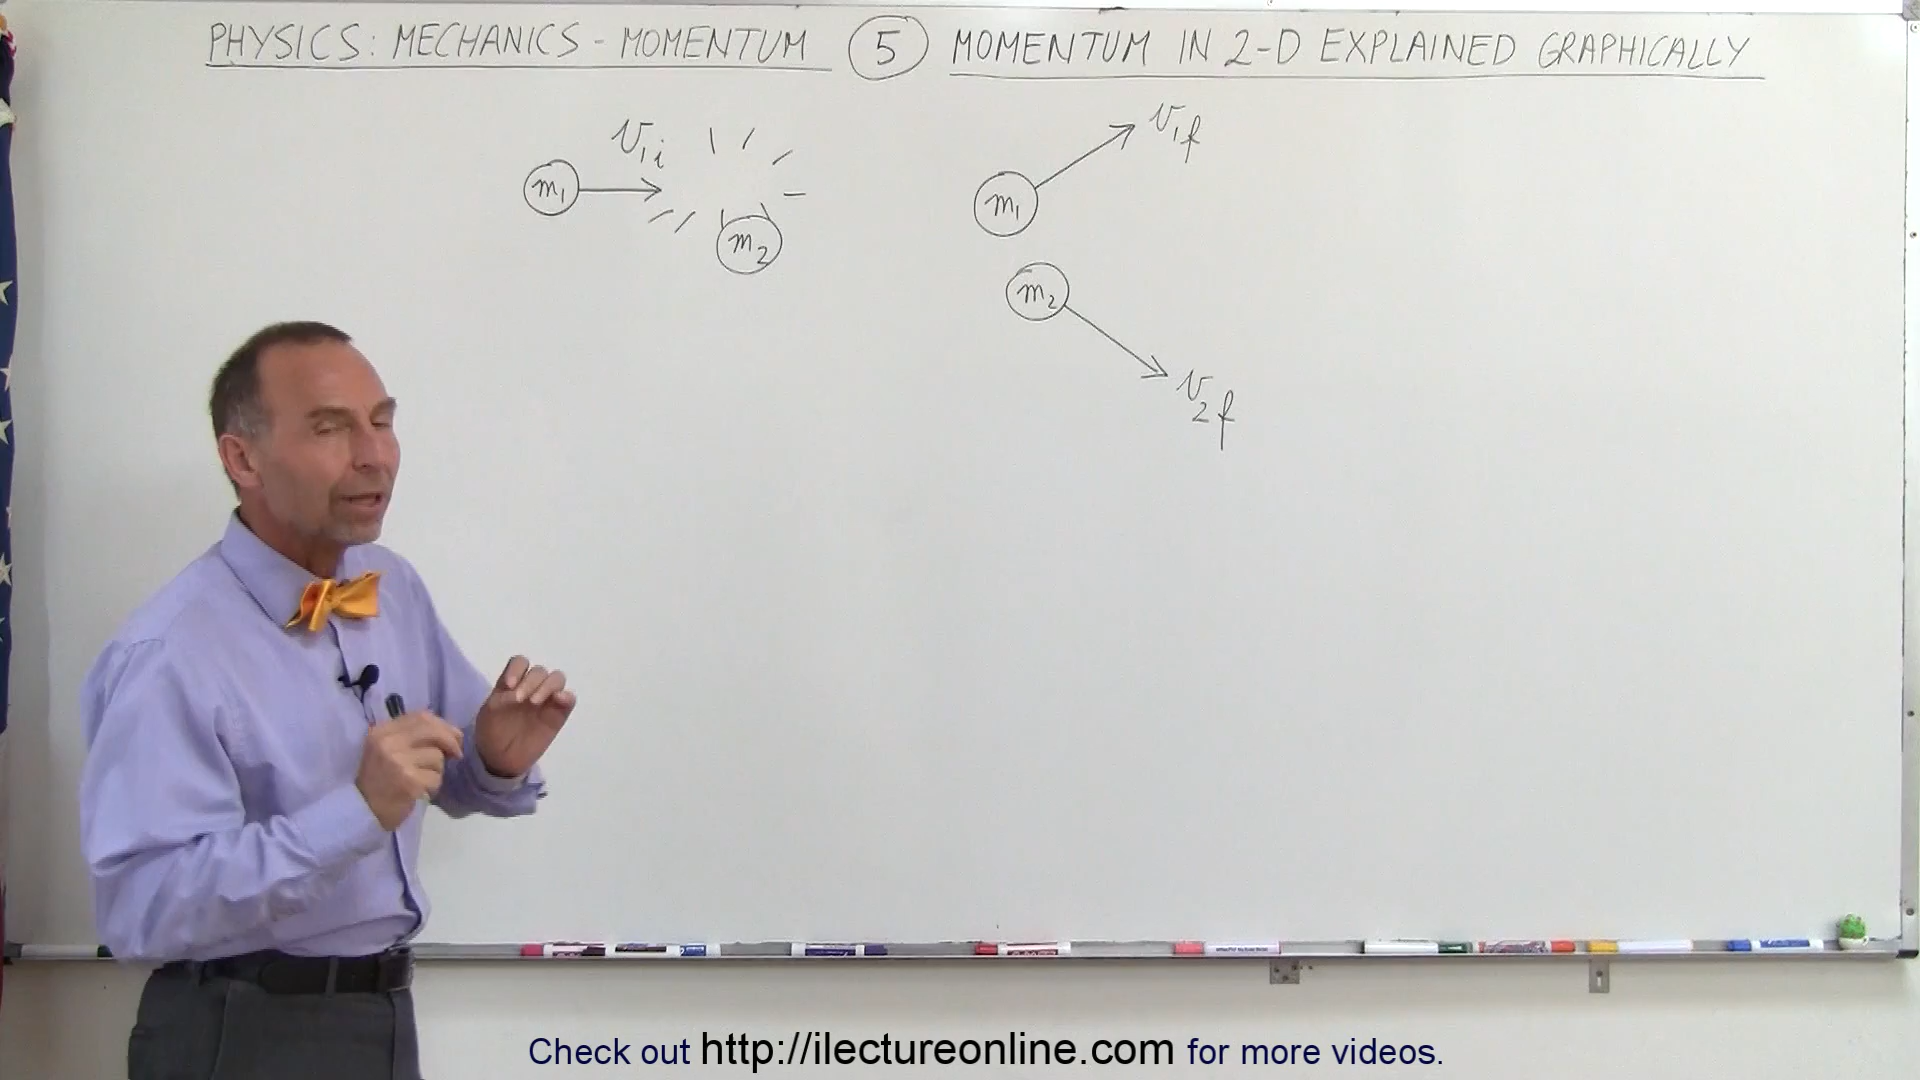 PHYSICS: MECHANICS - MOMENTUM (5) MOMENTUM IN 2-D EXPLAINED GRAPHICALLY
v1i
m1
m2
v1f
m1
m2
v2f
Check out http://ilectureonline.com for more videos.